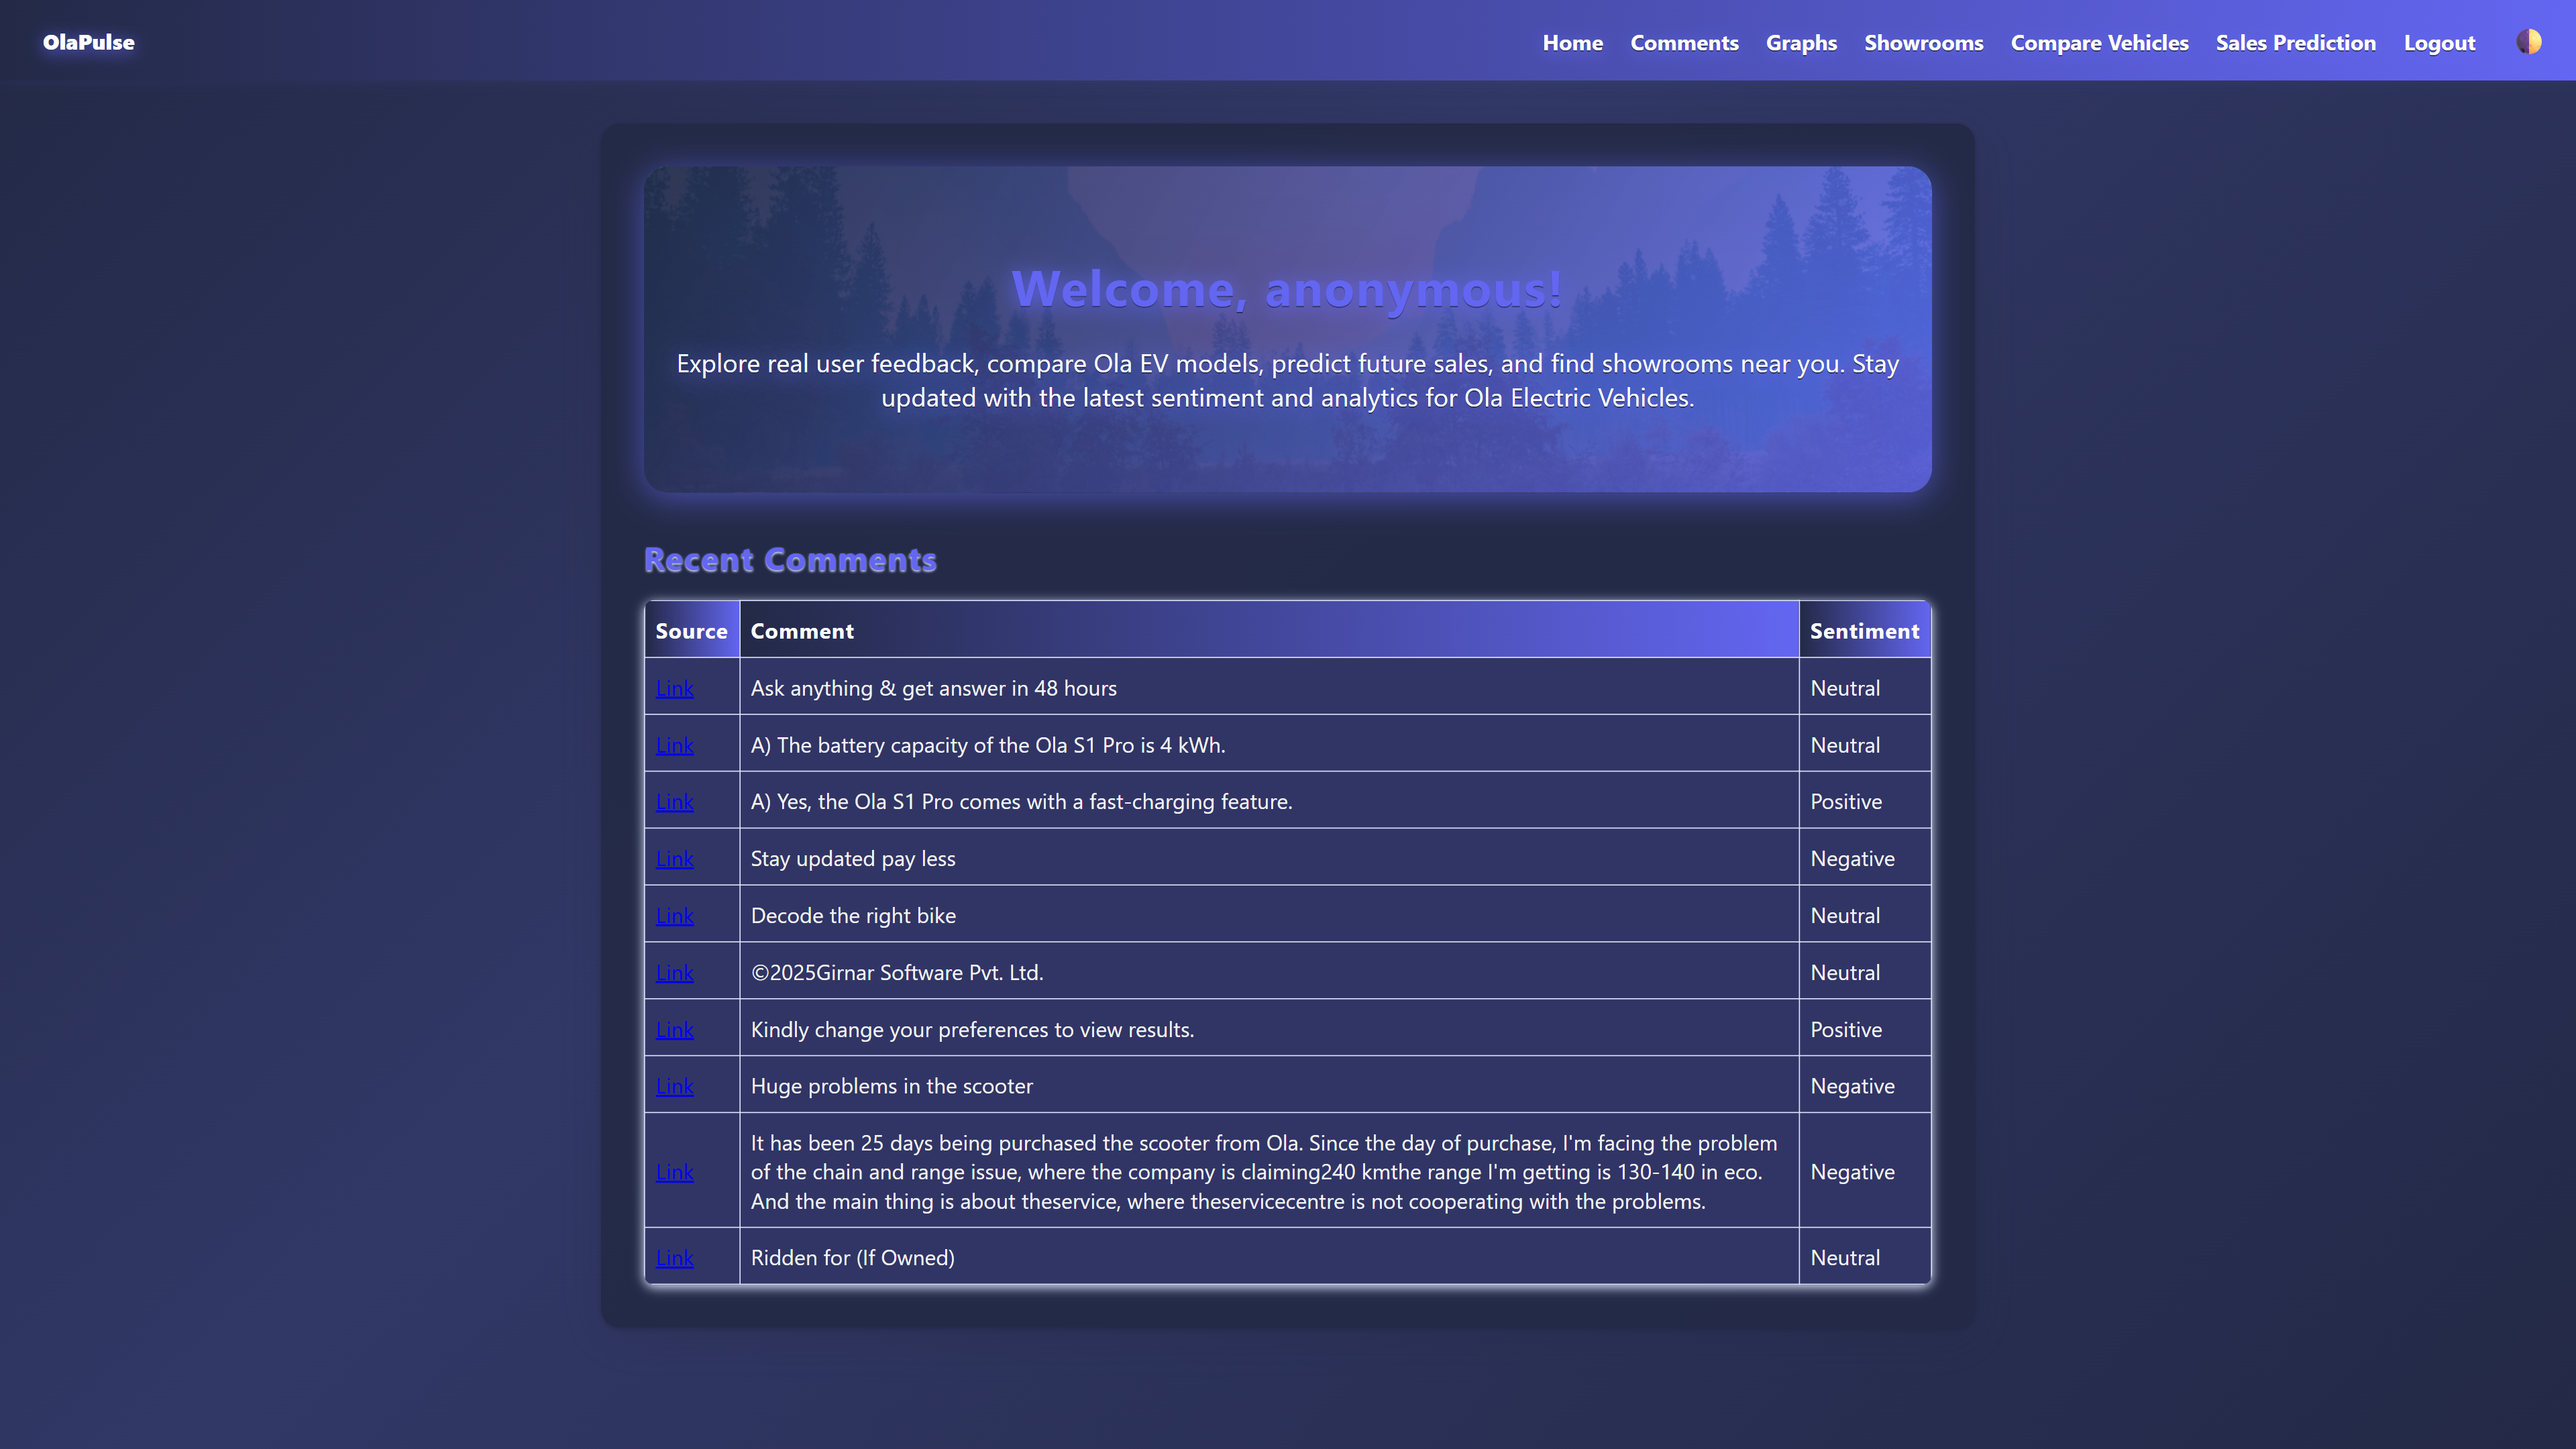 OlaPulse
Home Comments Graphs Showrooms Compare Vehicles Sales Prediction Logout
Welcome, anonymous!
Explore real user feedback, compare Ola EV models, predict future sales, and find showrooms near you. Stay
updated with the latest sentiment and analytics for Ola Electric Vehicles.
Recent Comments
Source Comment Sentiment
Link Ask anything & get answer in 48 hours Neutral
Link A) The battery capacity of the Ola S1 Pro is 4 kWh. Neutral
Link A) Yes, the Ola S1 Pro comes with a fast-charging feature. Positive
Link Stay updated pay less Negative
Link Decode the right bike Neutral
Link ©2025Girnar Software Pvt. Ltd. Neutral
Link Kindly change your preferences to view results. Positive
Link Huge problems in the scooter Negative
It has been 25 days being purchased the scooter from Ola. Since the day of purchase, I'm facing the problem
Link of the chain and range issue, where the company is claiming240 kmthe range I'm getting is 130-140 in eco. Negative
And the main thing is about theservice, where theservicecentre is not cooperating with the problems.
Link Ridden for (If Owned) Neutral